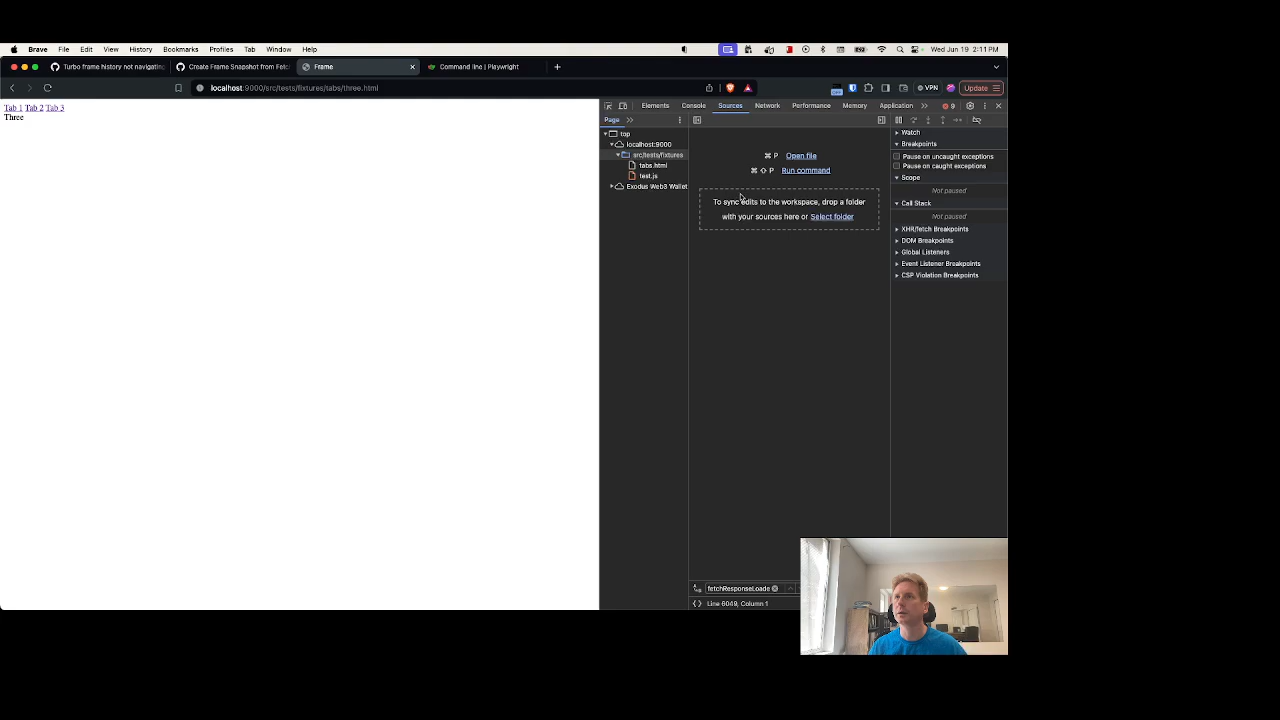 Brave File Edit View History Bookmarks Profiles Tab Window Help Wed Jun 19 2:11 PM
Turbo frame history not navigating Create Frame Snapshot from Fetc Frame Command line | Playwright
localhost:9000/src/tests/fixtures/tabs/three.html VPN Update
Tab 1 Tab 2 Tab 3
Three
Elements Console Sources Network Performance Memory Application 9
Page
top
localhost:9000
src/tests/fixtures
tabs.html
test.js
Exodus Web3 Wallet
⌘ P Open file
⌘ ⇧ P Run command
To sync edits to the workspace, drop a folder
with your sources here or Select folder
Watch
Breakpoints
Pause on uncaught exceptions
Pause on caught exceptions
Scope
Not paused
Call Stack
Not paused
XHR/fetch Breakpoints
DOM Breakpoints
Global Listeners
Event Listener Breakpoints
CSP Violation Breakpoints
fetchResponseLoade
{} Line 6049, Column 1